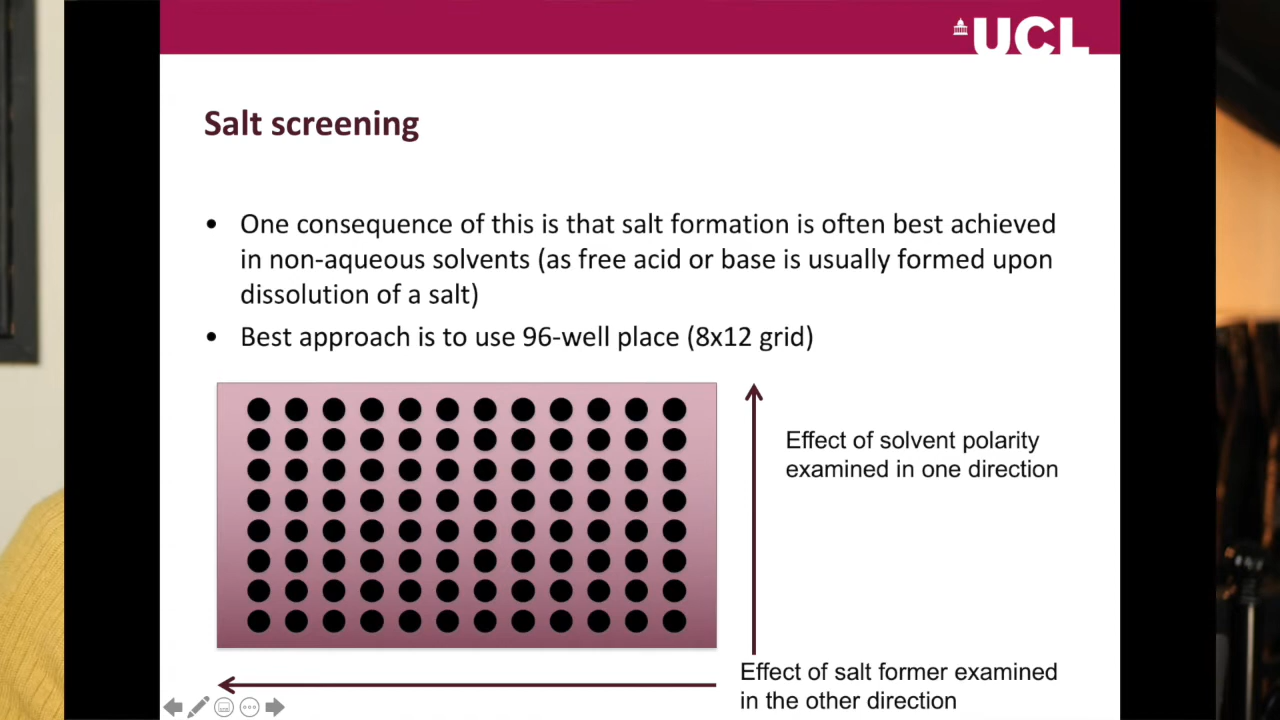 UCL
Salt screening
• One consequence of this is that salt formation is often best achieved
in non-aqueous solvents (as free acid or base is usually formed upon
dissolution of a salt)
• Best approach is to use 96-well place (8x12 grid)
Effect of solvent polarity
examined in one direction
Effect of salt former examined
in the other direction